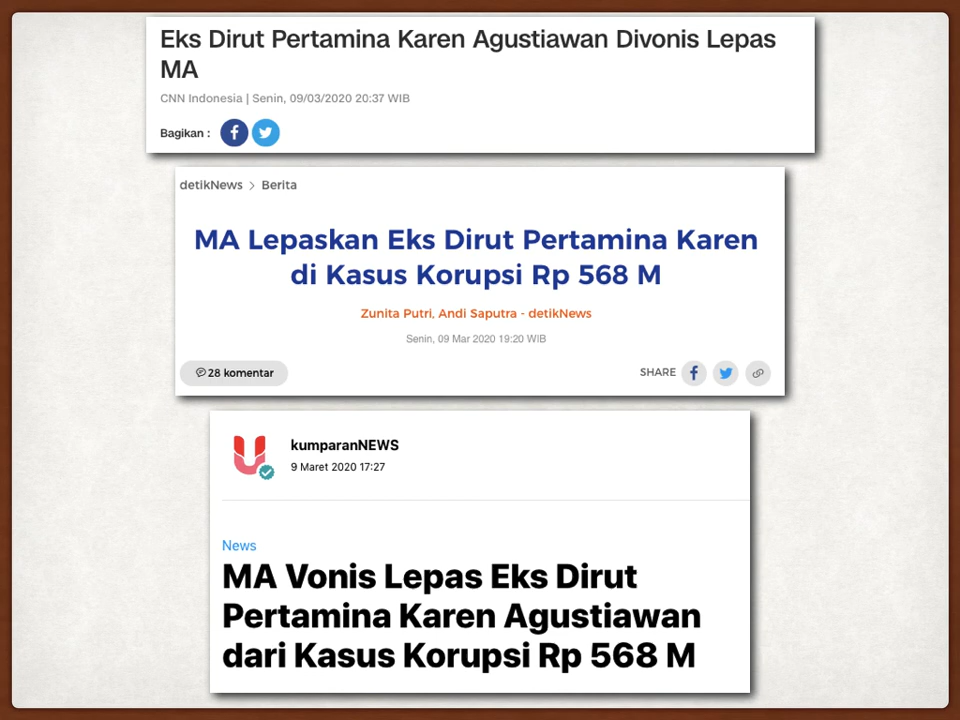 Eks Dirut Pertamina Karen Agustiawan Divonis Lepas
MA
CNN Indonesia | Senin, 09/03/2020 20:37 WIB
Bagikan :
detikNews > Berita
MA Lepaskan Eks Dirut Pertamina Karen
di Kasus Korupsi Rp 568 M
Zunita Putri, Andi Saputra - detikNews
Senin, 09 Mar 2020 19:20 WIB
28 komentar
SHARE
kumparanNEWS
9 Maret 2020 17:27
News
MA Vonis Lepas Eks Dirut
Pertamina Karen Agustiawan
dari Kasus Korupsi Rp 568 M